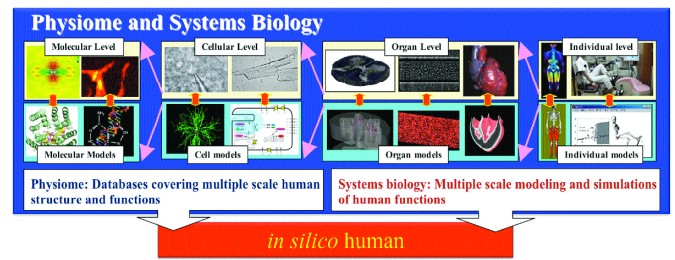 Physiome and Systems Biology
Molecular Level
Cellular Level
Organ Level
Individual level
Molecular Models
Cell models
Organ models
Individual models
Physiome: Databases covering multiple scale human
structure and functions
Systems biology: Multiple scale modeling and simulations
of human functions
in silico human